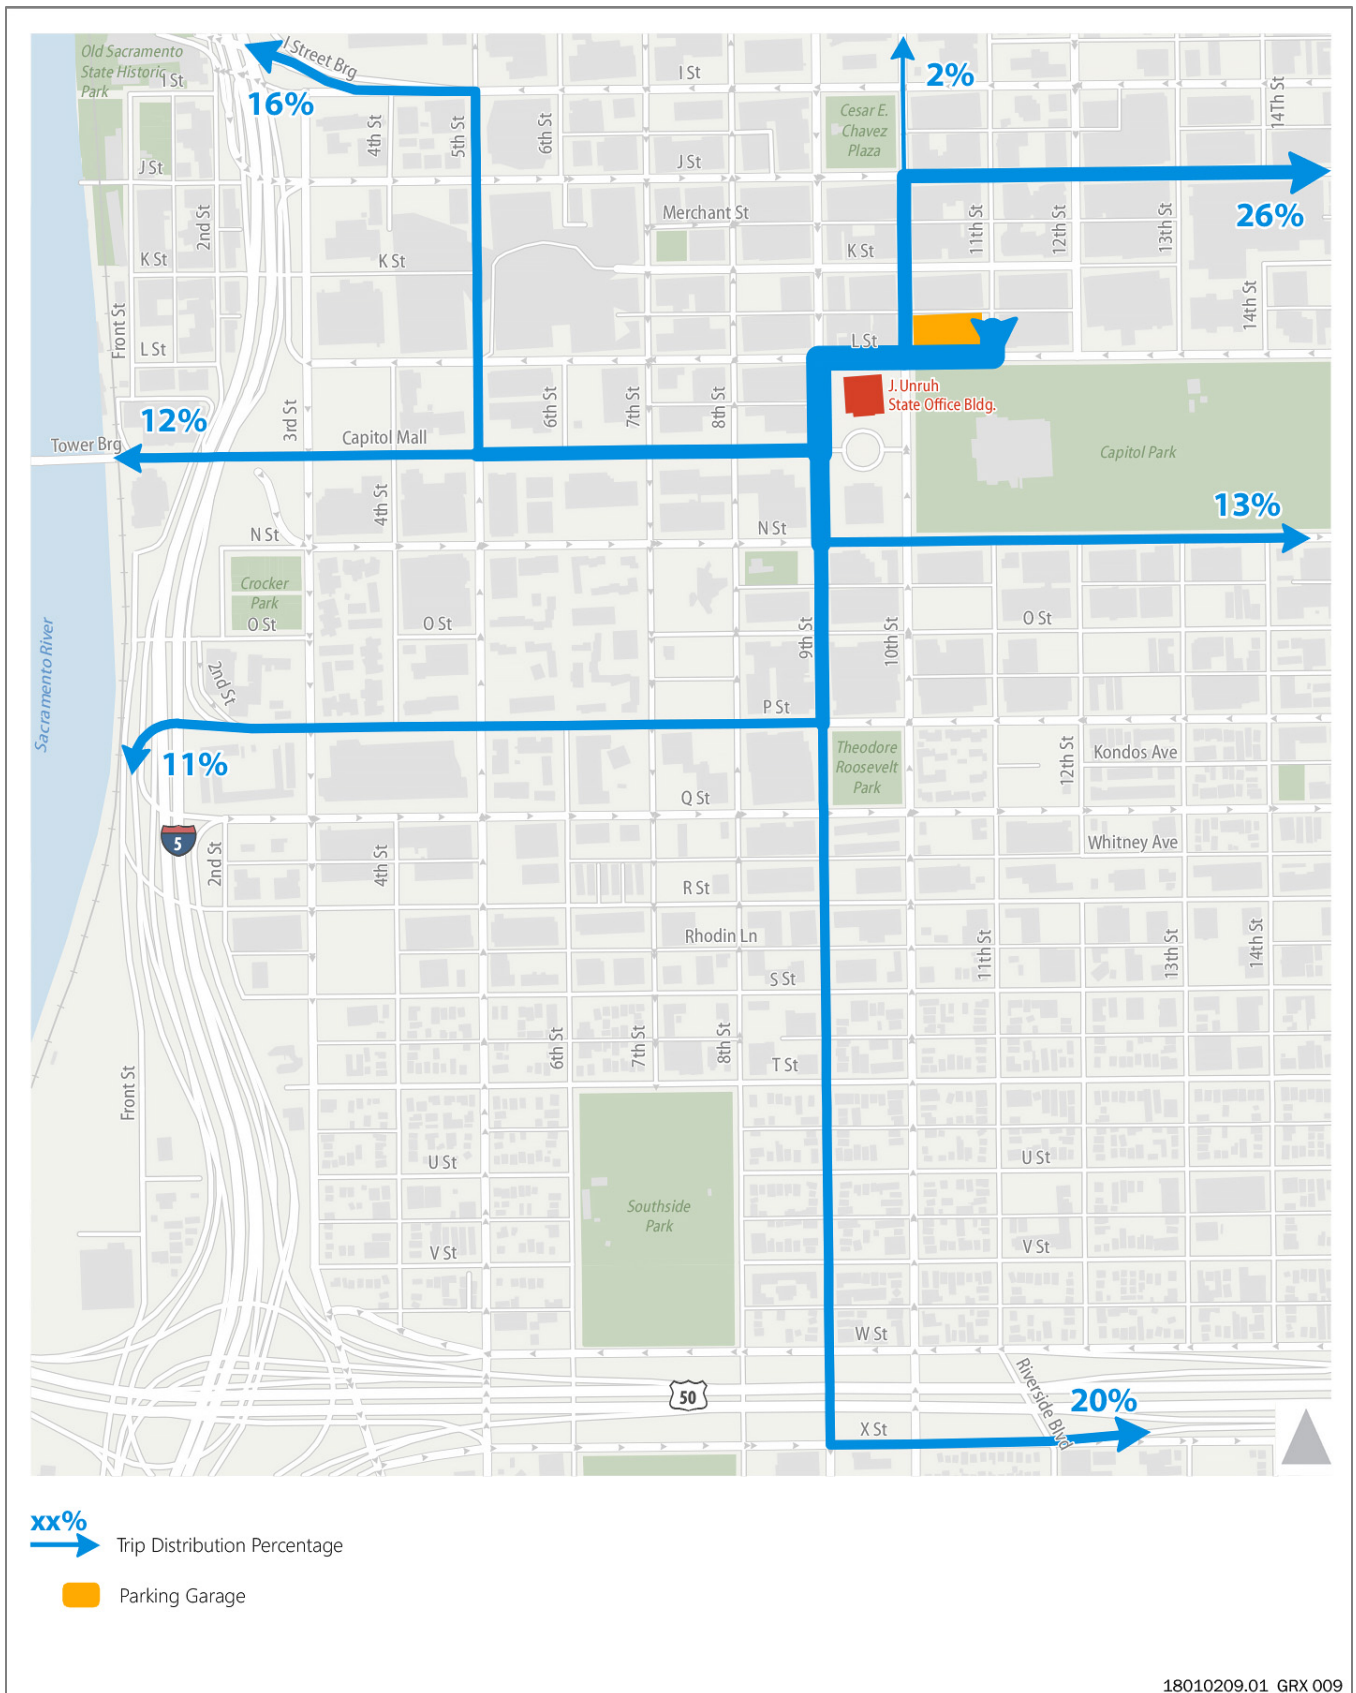 Old Sacramento
State Historic
Park
I St
I Street Brg
16%
I St
2%
Cesar E.
Chavez
Plaza
14Th St
4th St
5th St
6th St
J St
J St
26%
2nd St
Merchant St
K St
11th St
12th St
13th St
K St
K St
Front St
14th St
L St
L St
J. Unruh
State Office Bldg.
12%
Tower Brg
3rd St
Capitol Mall
6th St
7th St
8th St
Capitol Park
13%
4th St
N St
N St
Crocker
Park
O St
O St
9th St
10th St
O St
Sacramento River
2nd St
P St
11%
Theodore
Roosevelt
Park
12th St
Kondos Ave
Q St
5
2nd St
4th St
Whitney Ave
R St
Rhodin Ln
11th St
13th St
14th St
S St
6th St
7th St
8th St
T St
Front St
U St
U St
Southside
Park
V St
V St
W St
50
Riverside Blvd
20%
X St
xx%
Trip Distribution Percentage
Parking Garage
18010209.01 GRX 009